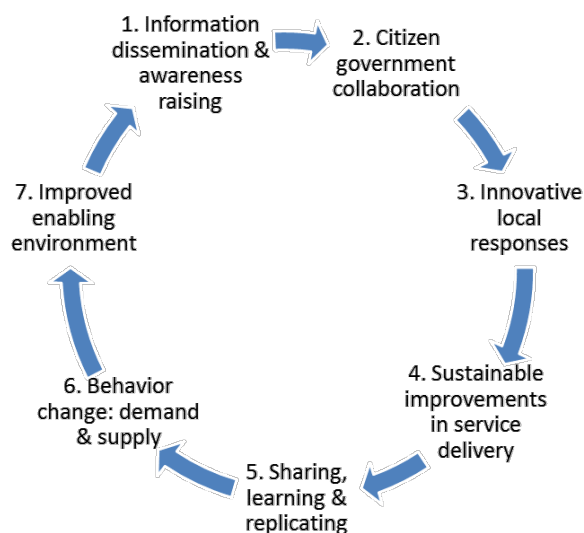 1. Information
dissemination &
awareness
raising
2. Citizen
government
collaboration
3. Innovative
local
responses
4. Sustainable
improvements
in service
delivery
5. Sharing,
learning &
replicating
6. Behavior
change: demand
& supply
7. Improved
enabling
environment